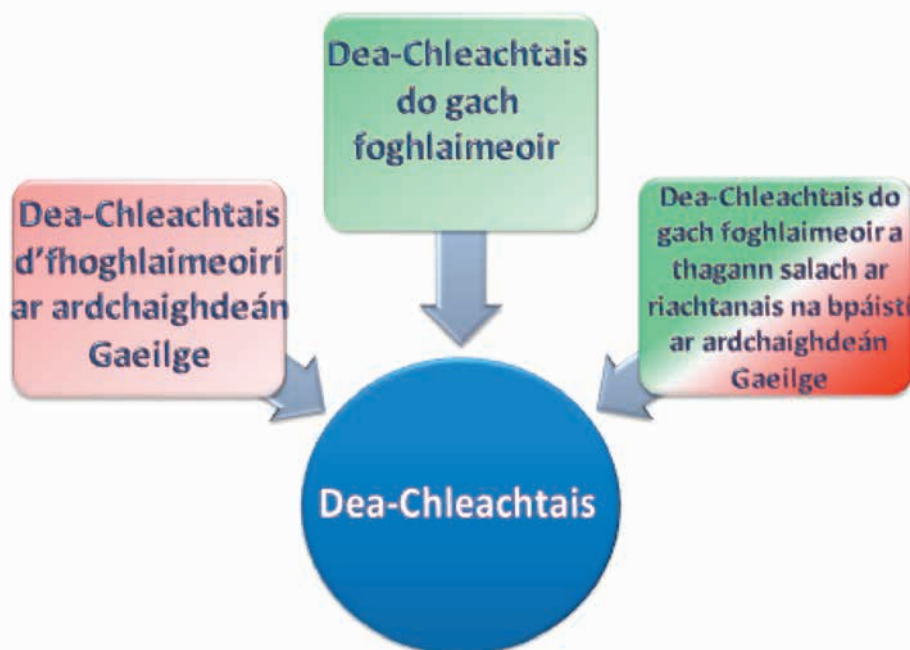 Dea-Chleachtais
do gach
foghlaimeoir
Dea-Chleachtais
d'fhoghlaimeoirí
ar ardchaighdeán
Gaeilge
Dea-Chleachtais do
gach foghlaimeoir a
thagann salach ar
riachtanais na bpáistí
ar ardchaighdeán
Gaeilge
Dea-Chleachtais